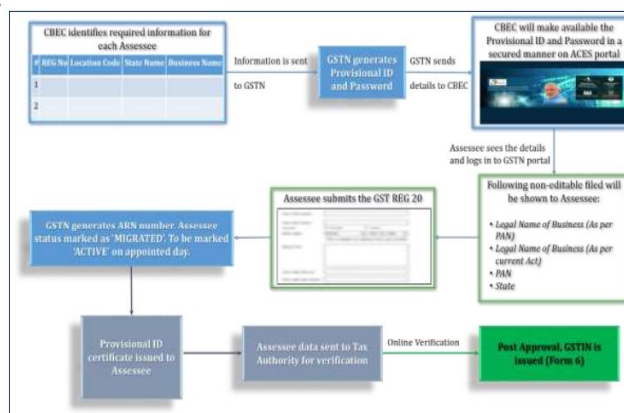 CBEC identifies required information for
each Assessee
# REG No Location Code State Name Business Name
1
2
Information is sent
to GSTN
GSTN generates
Provisional ID
and Password
GSTN sends
details to CBEC
CBEC will make available the
Provisional ID and Password in a
secured manner on ACES portal
Assessee sees the details
and logs in to GSTN portal
Following non-editable filed will
be shown to Assessee:
• Legal Name of Business (As per
PAN)
• Legal Name of Business (As per
current Act)
• PAN
• State
Assessee submits the GST REG 20
GSTN generates ARN number. Assessee
status marked as 'MIGRATED'. To be marked
'ACTIVE' on appointed day.
Provisional ID
certificate issued to
Assessee
Assessee data sent to Tax
Authority for verification
Online Verification
Post Approval, GSTIN is
issued (Form 6)